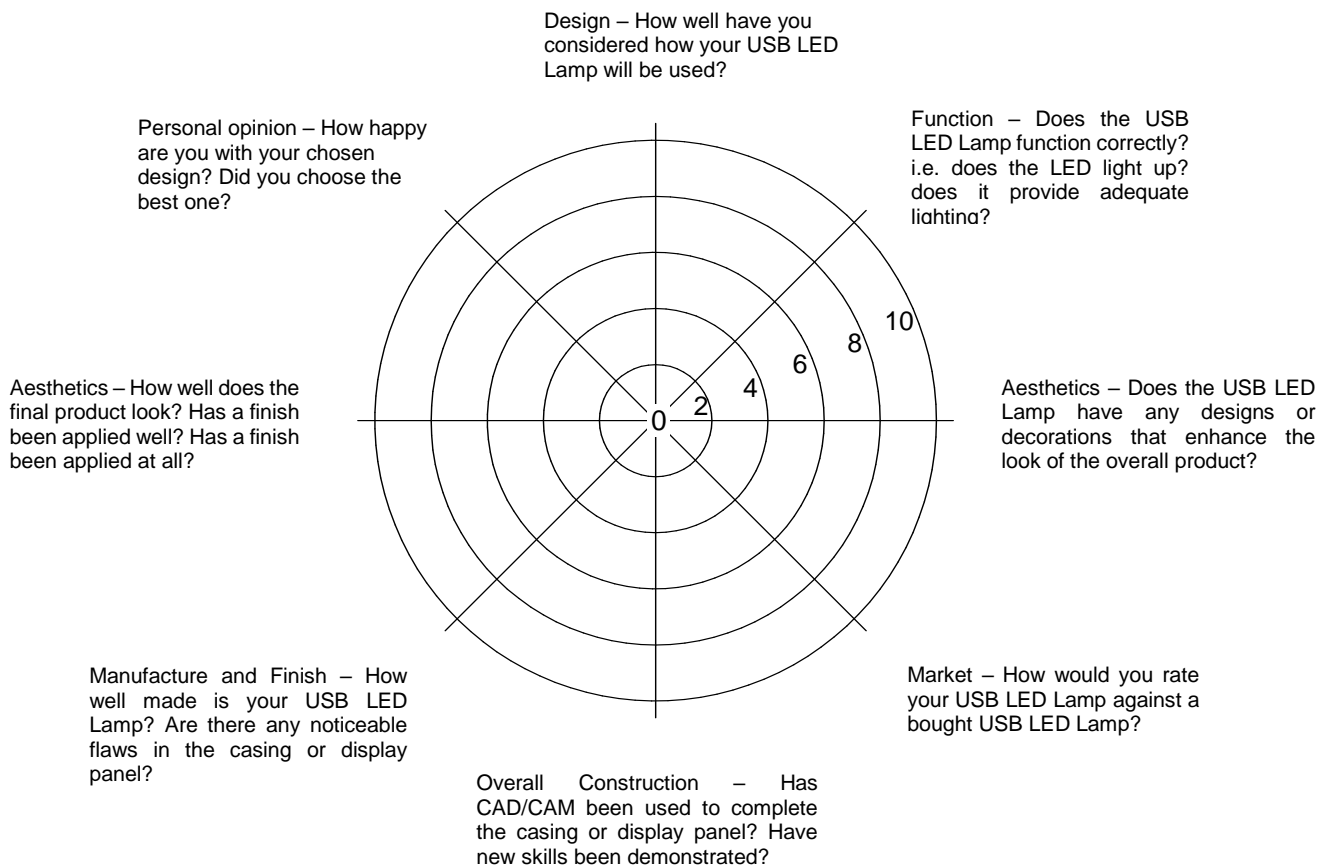 Design – How well have you
considered how your USB LED
Lamp will be used?
Personal opinion – How happy
are you with your chosen
design? Did you choose the
best one?
Function – Does the USB
LED Lamp function correctly?
i.e. does the LED light up?
does it provide adequate
lighting?
10
8
6
4
2
0
Aesthetics – How well does the
final product look? Has a finish
been applied well? Has a finish
been applied at all?
Aesthetics – Does the USB LED
Lamp have any designs or
decorations that enhance the
look of the overall product?
Manufacture and Finish – How
well made is your USB LED
Lamp? Are there any noticeable
flaws in the casing or display
panel?
Market – How would you rate
your USB LED Lamp against a
bought USB LED Lamp?
Overall Construction – Has
CAD/CAM been used to complete
the casing or display panel? Have
new skills been demonstrated?